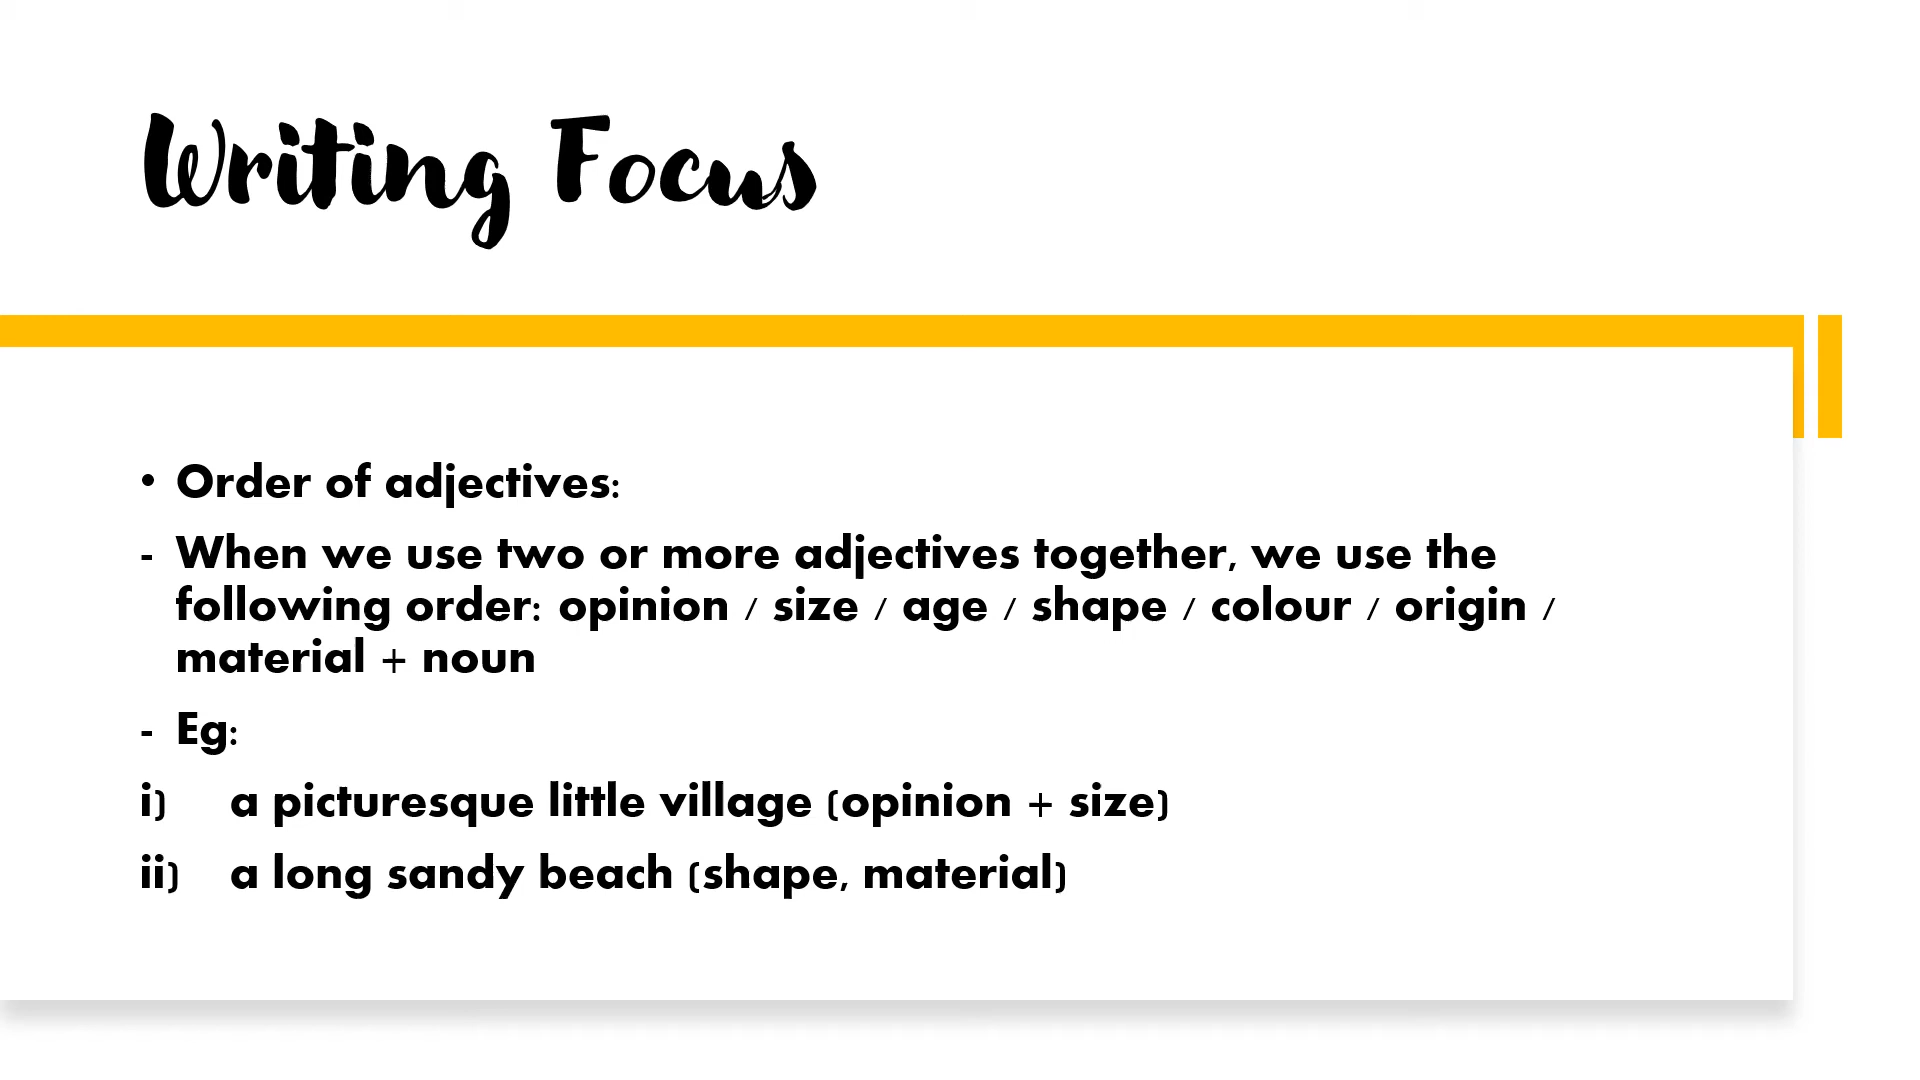 Writing Focus
• Order of adjectives:
- When we use two or more adjectives together, we use the
following order: opinion / size / age / shape / colour / origin /
material + noun
- Eg:
i) a picturesque little village (opinion + size)
ii) a long sandy beach (shape, material)